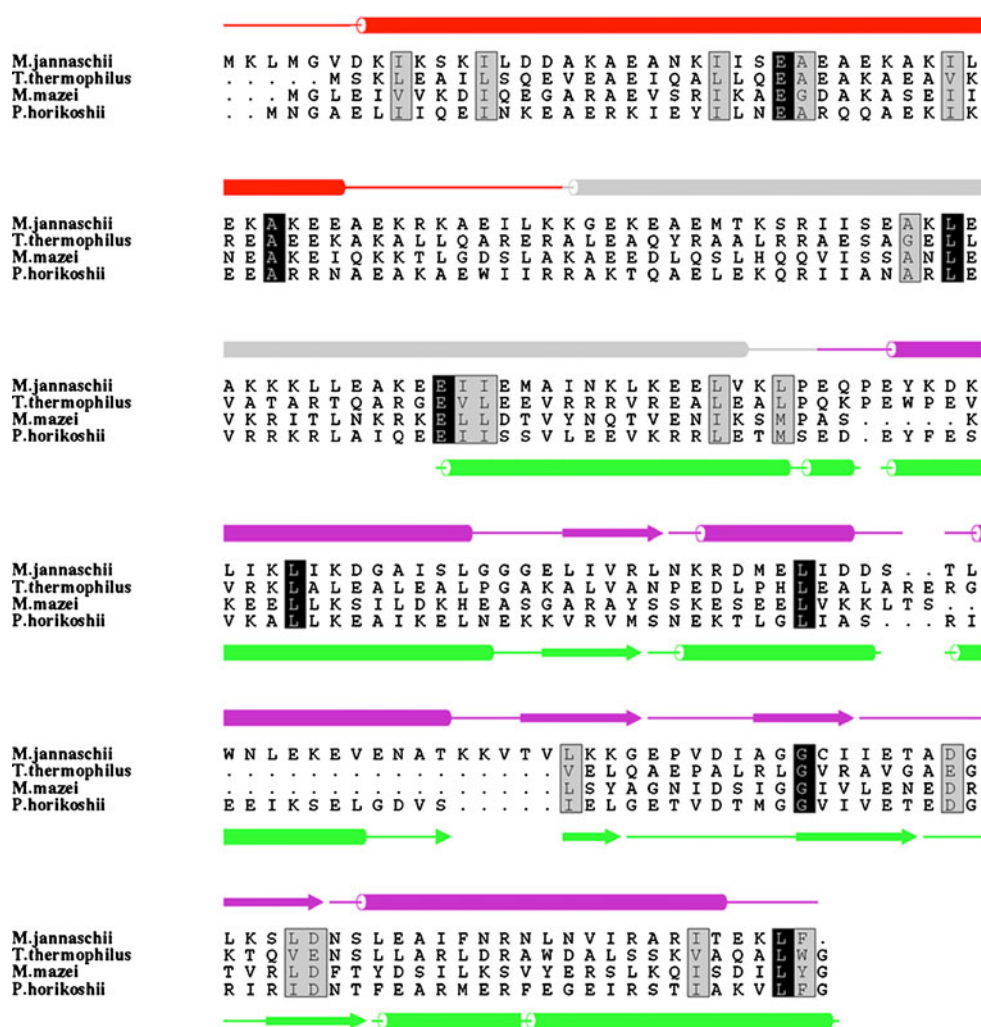 M.jannaschii M K L M G V D K I K S K I L D D A K A E A N K I I S E A E A E K A K I L
T.thermophilus . . . . . M S K L E A I L S Q E V E A E I Q A L L Q E A E A K A E A V K
M.mazei . . . M G L E I V V K D I Q E G A R A E V S R I K A E G D A K A S E I I
P.horikoshii . . M N G A E L I I Q E I N K E A E R K I E Y I L N E A R Q Q A E K I K
M.jannaschii E K A K E E A E K R K A E I L K K G E K E A E M T K S R I I S E A K L E
T.thermophilus R E A E E K A K A L L Q A R E R A L E A Q Y R A A L R R A E S A G E L L
M.mazei N E A K E I Q K K T L G D S L A K A E E D L Q S L H Q Q V I S S A N L E
P.horikoshii E E A R R N A E A K A E W I I R R A K T Q A E L E K Q R I I A N A R L E
M.jannaschii A K K K L L E A K E E I I E M A I N K L K E E L V K L P E Q P E Y K D K
T.thermophilus V A T A R T Q A R G E V L E E V R R R V R E A L E A L P Q K P E W P E V
M.mazei V K R I T L N K R K E L L D T V Y N Q T V E N I K S M P A S . . . . . K
P.horikoshii V R R K R L A I Q E E I I S S V L E E V K R R L E T M S E D . E Y F E S
M.jannaschii L I K L I K D G A I S L G G G E L I V R L N K R D M E L I D D S . . T L
T.thermophilus V R K L A L E A L E A L P G A K A L V A N P E D L P H L E A L A R E R G
M.mazei K E E L L K S I L D K H E A S G A R A Y S S K E S E E L V K K L T S . .
P.horikoshii V K A L L K E A I K E L N E K K V R V M S N E K T L G L I A S . . . R I
M.jannaschii W N L E K E V E N A T K K V T V L K K G E P V D I A G G C I I E T A D G
T.thermophilus . . . . . . . . . . . . . . . . V E L Q A E P A L R L G V R A V G A E G
M.mazei . . . . . . . . . . . . . . . . L S Y A G N I D S I G G I V L E N E D R
P.horikoshii E E I K S E L G D V S . . . . . I E L G E T V D T M G G V I V E T E D G
M.jannaschii L K S L D N S L E A I F N R N L N V I R A R I T E K L F .
T.thermophilus K T Q V E N S L L A R L D R A W D A L S S K V A Q A L W G
M.mazei T V R L D F T Y D S I L K S V Y E R S L K Q I S D I L Y G
P.horikoshii R I R I D N T F E A R M E R F E G E I R S T I A K V L F G